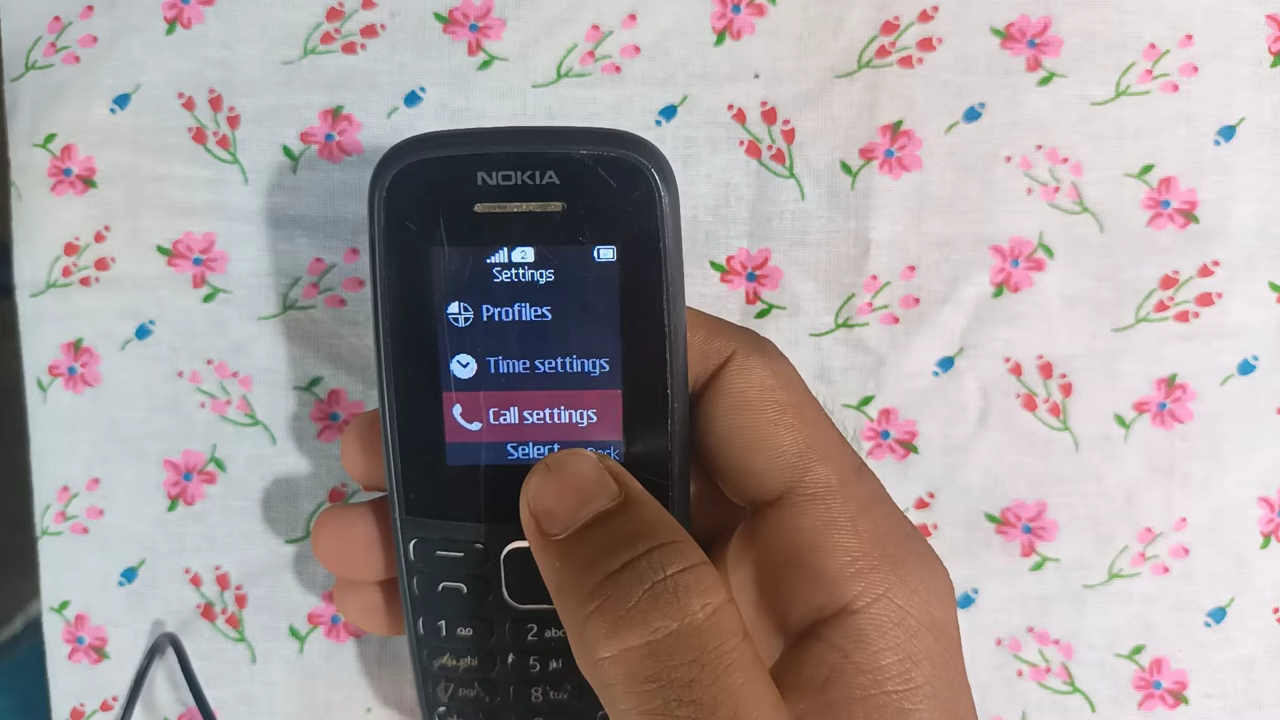 NOKIA
2
Settings
Profiles
Time settings
Call settings
Select
1
2 abc
5 jkl
8 tuv